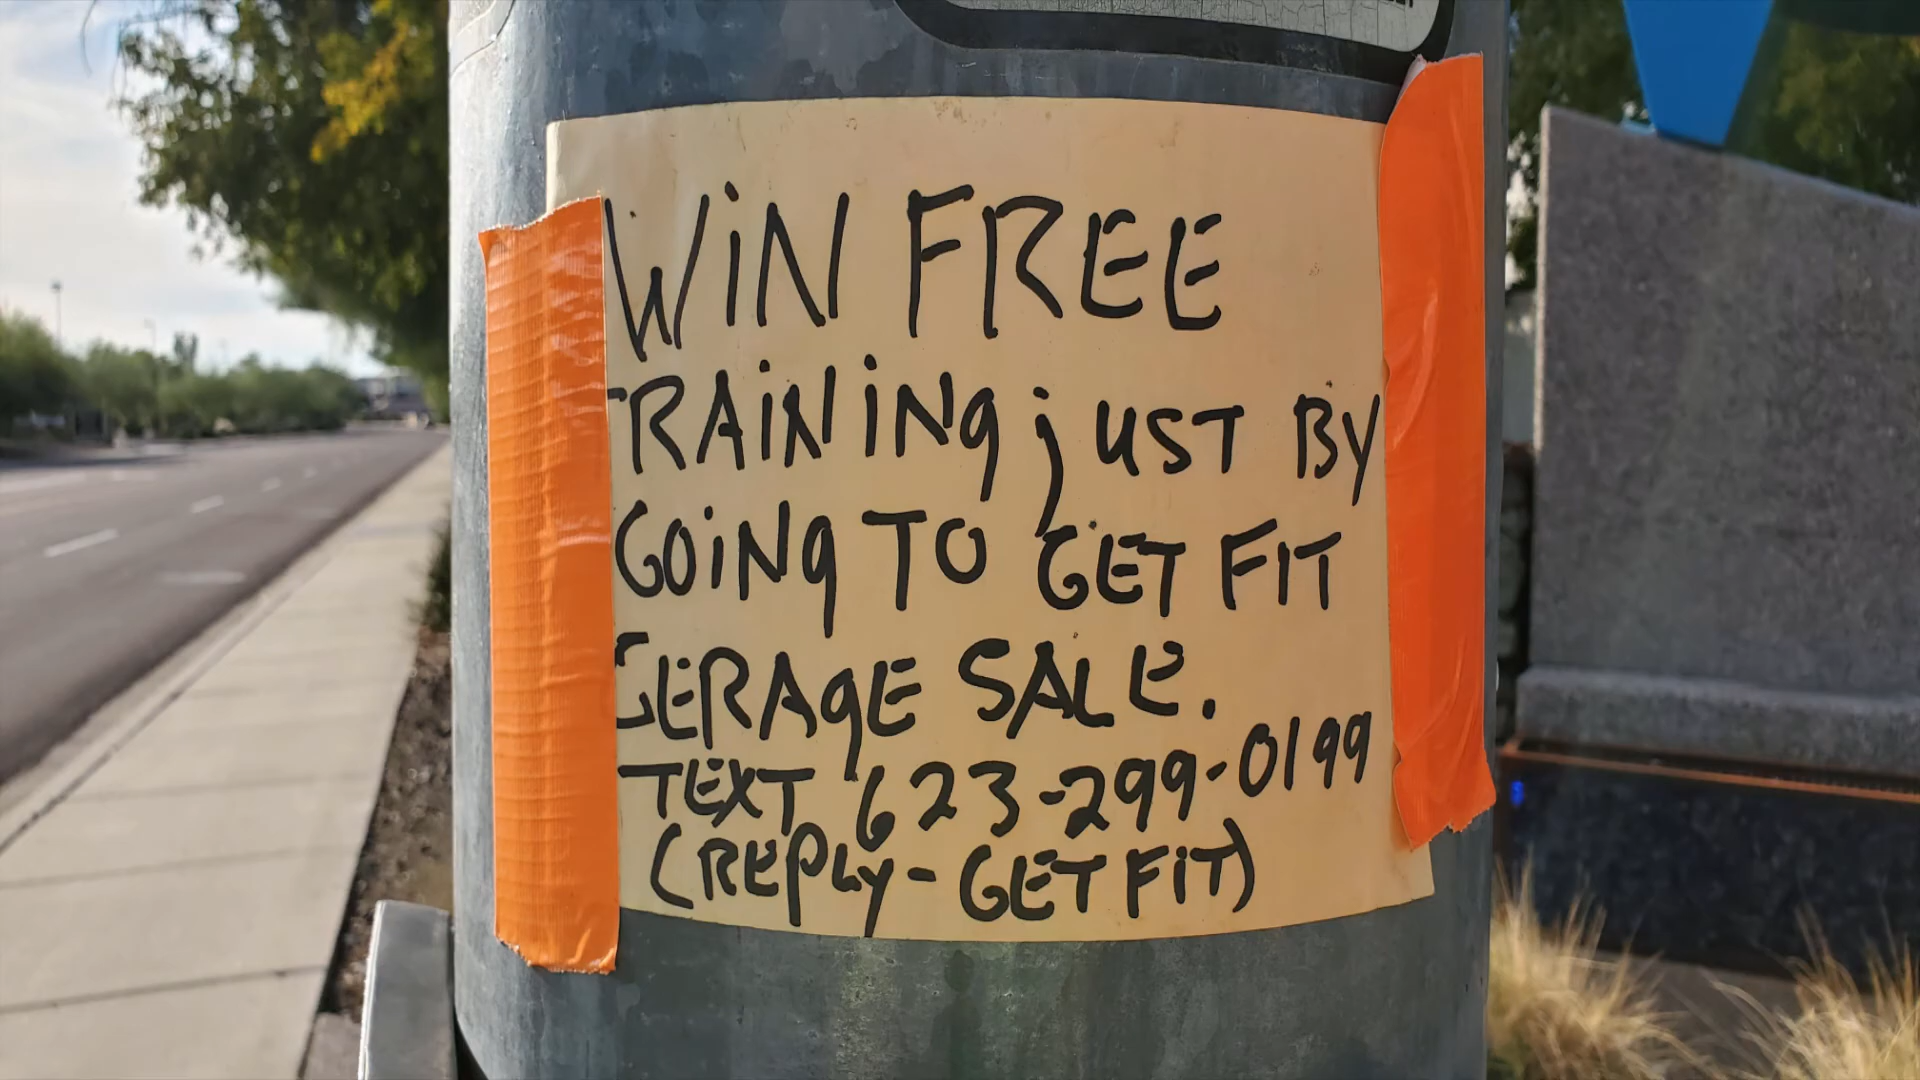 WiN FREE
TRAiNiNg jUST BY
GOiNg TO GET FIT
GERAgE SALE.
TEXT 623-299-0199
(REPLy-GET FiT)